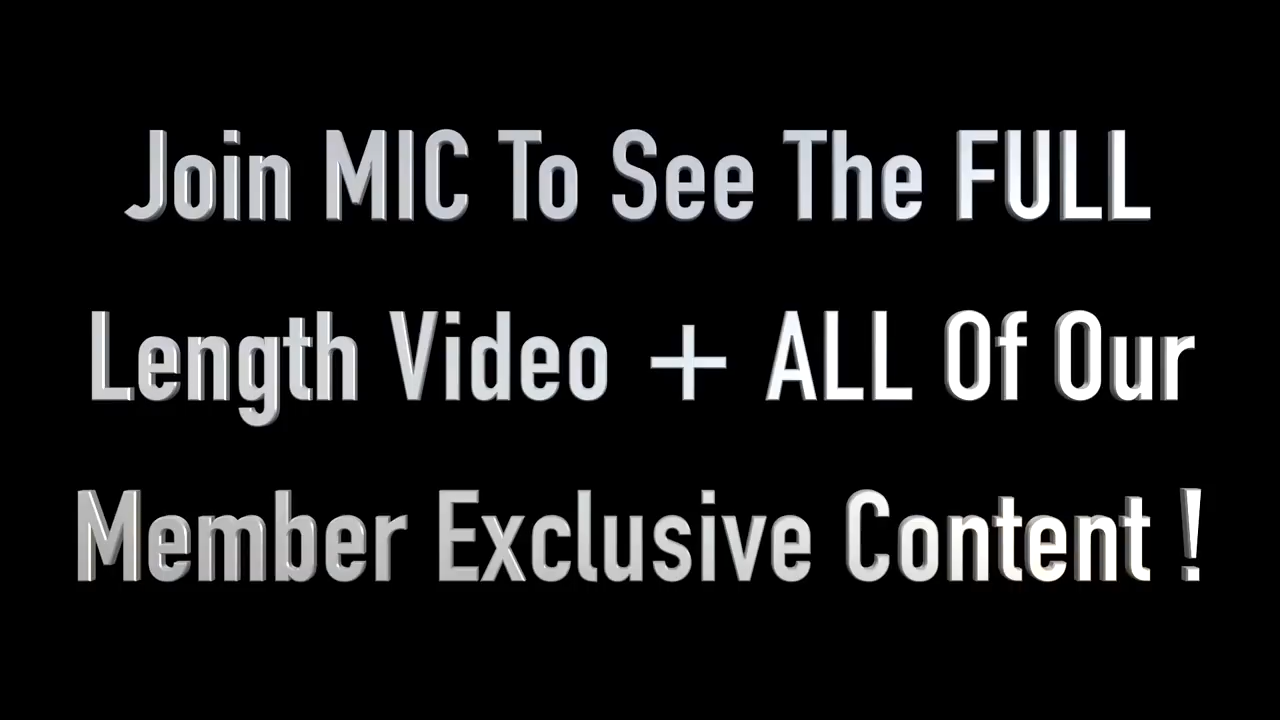 Join MIC To See The FULL
Length Video + ALL Of Our
Member Exclusive Content !